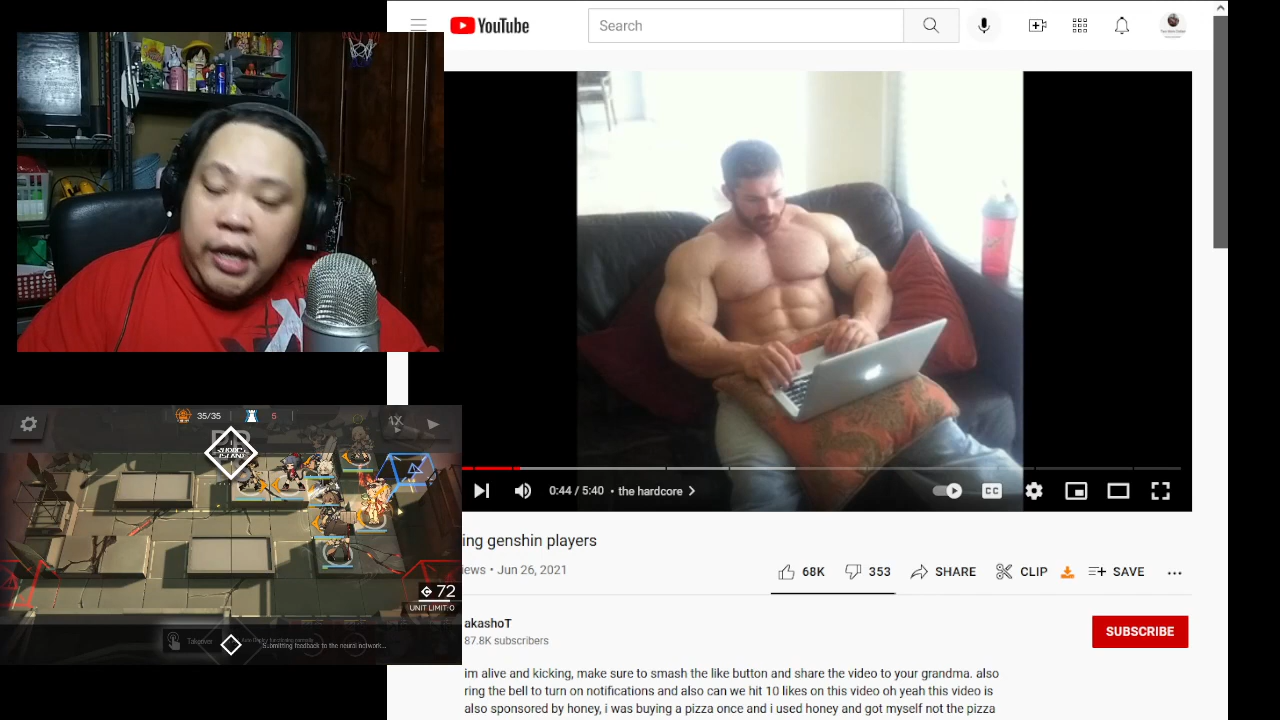 YouTube
Search
0:44 / 5:40 • the hardcore
CC
ing genshin players
iews • Jun 26, 2021
68K
353
SHARE
CLIP
SAVE
akashoT
87.8K subscribers
SUBSCRIBE
im alive and kicking, make sure to smash the like button and share the video to your grandma. also
ring the bell to turn on notifications and also can we hit 10 likes on this video oh yeah this video is
also sponsored by honey, i was buying a pizza once and i used honey and got myself not the pizza
35/35
5
1X
72
UNIT LIMIT: 0
Takeover
Submitting feedback to the neural network...